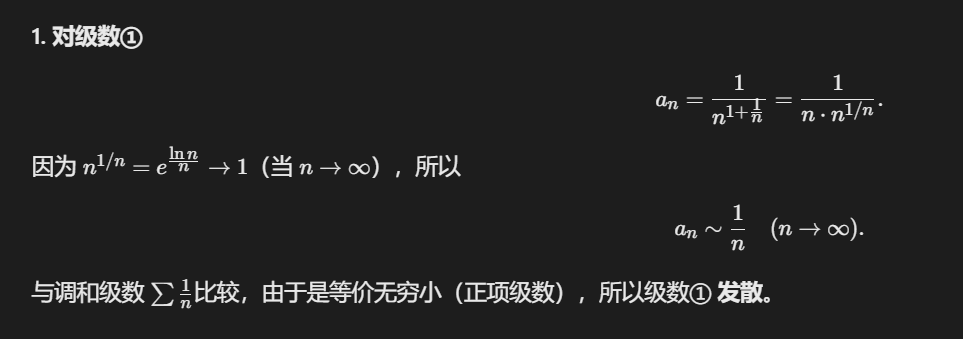 1. 对级数①
aₙ = 1/n^(1+1/n) = 1/(n · n^(1/n)).
因为 n^(1/n) = e^(ln n/n) → 1（当 n → ∞），所以
aₙ ~ 1/n (n → ∞).
与调和级数 ∑ 1/n 比较，由于是等价无穷小（正项级数），所以级数① 发散。